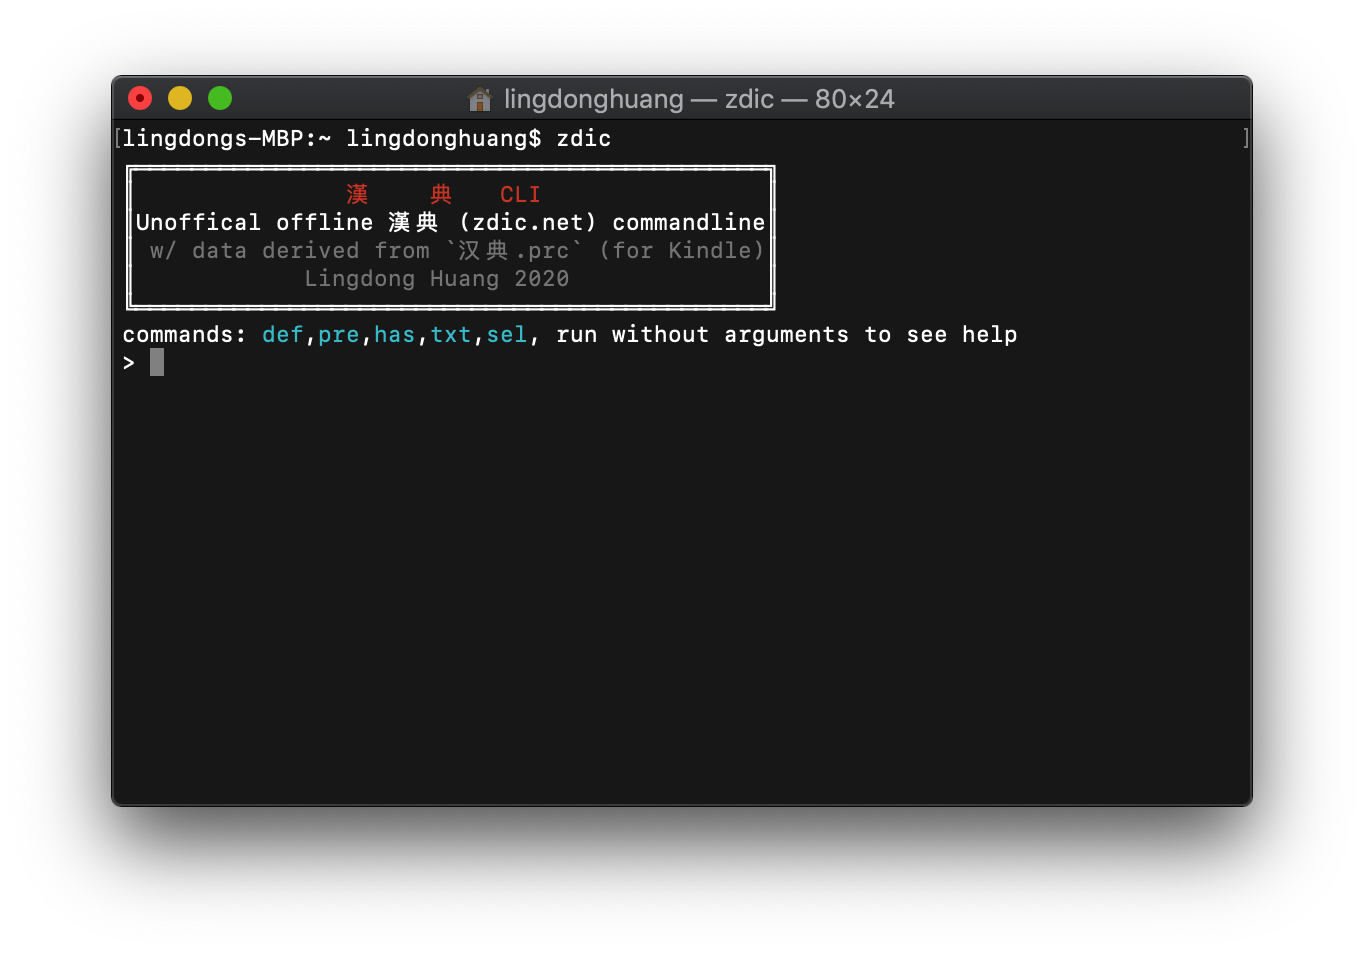 lingdonghuang — zdic — 80×24
[lingdongs-MBP:~ lingdonghuang$ zdic ]
漢 典 CLI
Unoffical offline 漢典 (zdic.net) commandline
w/ data derived from `汉典.prc` (for Kindle)
Lingdong Huang 2020
commands: def,pre,has,txt,sel, run without arguments to see help
>